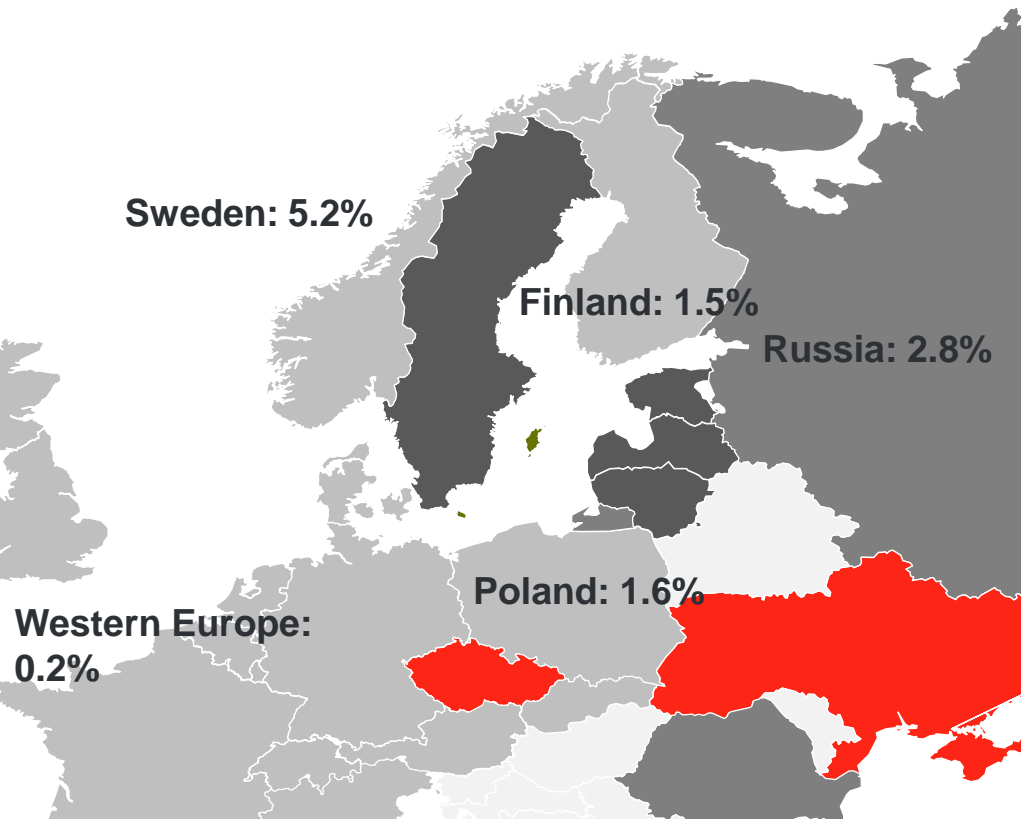 Sweden: 5.2%
Finland: 1.5%
Russia: 2.8%
Poland: 1.6%
Western Europe:
0.2%